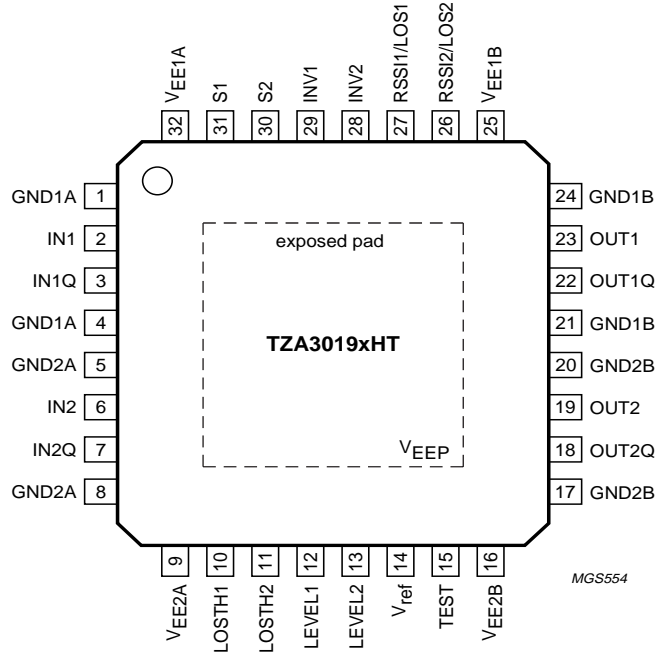 VEE1A
S1
S2
INV1
INV2
RSSI1/LOS1
RSSI2/LOS2
VEE1B
32
31
30
29
28
27
26
25
GND1A 1
IN1 2
IN1Q 3
GND1A 4
GND2A 5
IN2 6
IN2Q 7
GND2A 8
exposed pad
TZA3019xHT
VEEP
24 GND1B
23 OUT1
22 OUT1Q
21 GND1B
20 GND2B
19 OUT2
18 OUT2Q
17 GND2B
9
10
11
12
13
14
15
16
VEE2A
LOSTH1
LOSTH2
LEVEL1
LEVEL2
Vref
TEST
VEE2B
MGS554